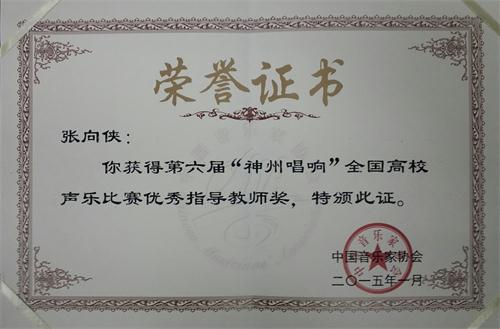 荣誉证书
张向侠：
你获得第六届“神州唱响”全国高校
声乐比赛优秀指导教师奖，特颁此证。
中国音乐家协会
二〇一五年一月